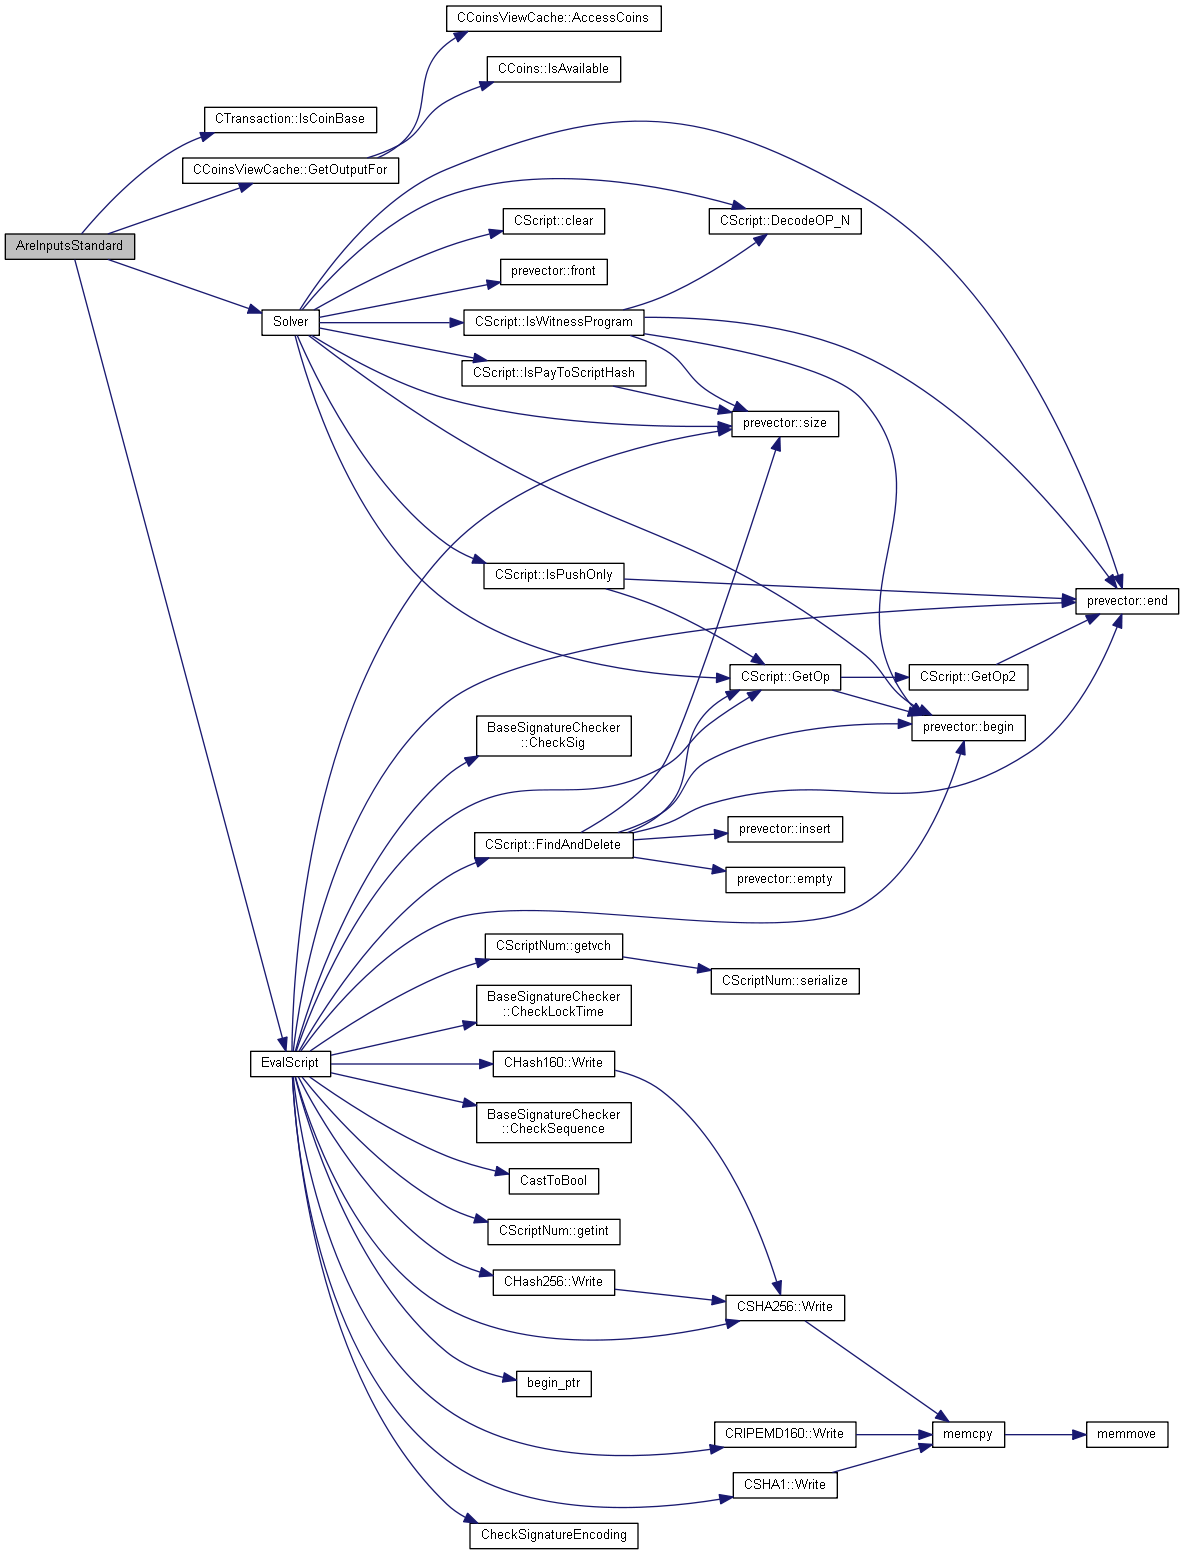 CCoinsViewCache::AccessCoins
CCoins::IsAvailable
CTransaction::IsCoinBase
CCoinsViewCache::GetOutputFor
CScript::clear
CScript::DecodeOP_N
AreInputsStandard
prevector::front
Solver
CScript::IsWitnessProgram
CScript::IsPayToScriptHash
prevector::size
CScript::IsPushOnly
prevector::end
CScript::GetOp
CScript::GetOp2
BaseSignatureChecker
::CheckSig
prevector::begin
prevector::insert
CScript::FindAndDelete
prevector::empty
CScriptNum::getvch
CScriptNum::serialize
BaseSignatureChecker
::CheckLockTime
EvalScript
CHash160::Write
BaseSignatureChecker
::CheckSequence
CastToBool
CScriptNum::getint
CHash256::Write
CSHA256::Write
begin_ptr
CRIPEMD160::Write
memcpy
memmove
CSHA1::Write
CheckSignatureEncoding